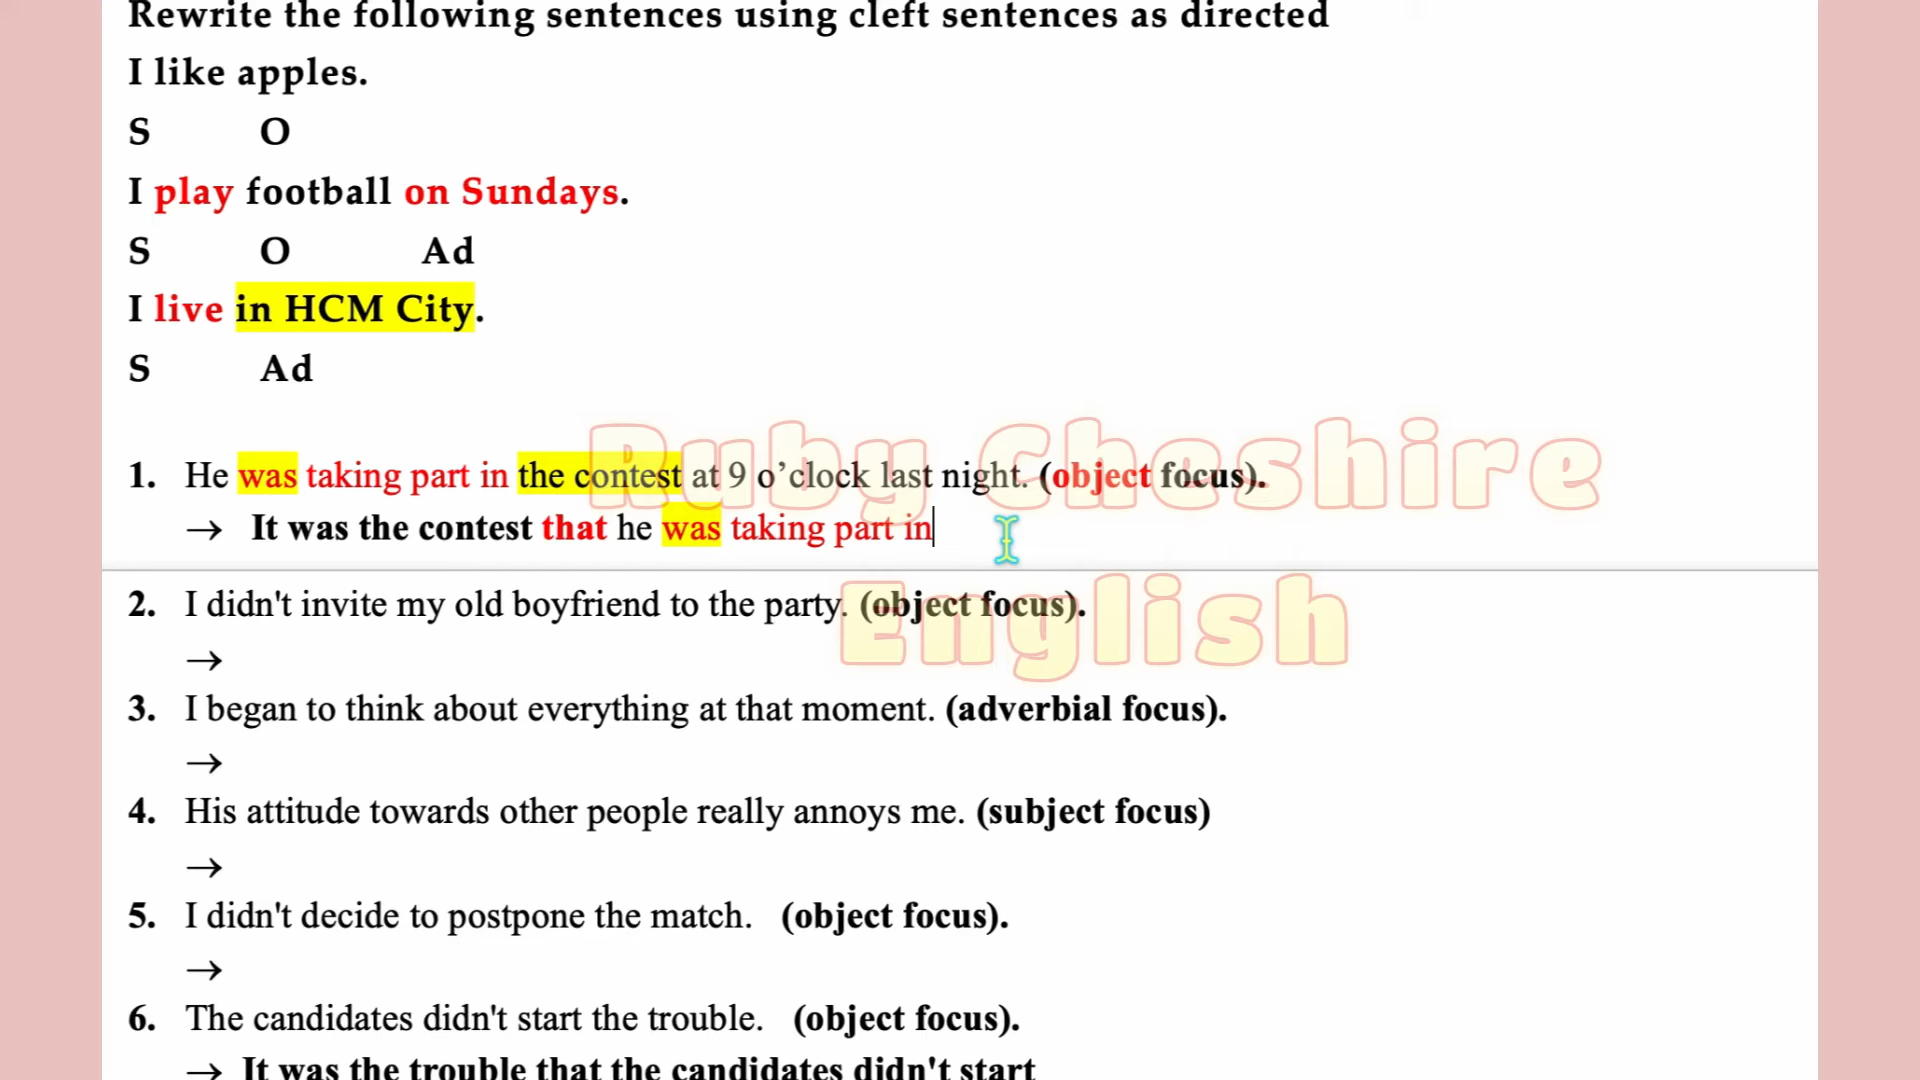 Rewrite the following sentences using cleft sentences as directed
I like apples.
S O
I play football on Sundays.
S O Ad
I live in HCM City.
S Ad
Ruby Cheshire
1. He was taking part in the contest at 9 o’clock last night. (object focus).
→ It was the contest that he was taking part in
English
2. I didn't invite my old boyfriend to the party. (object focus).
→
3. I began to think about everything at that moment. (adverbial focus).
→
4. His attitude towards other people really annoys me. (subject focus)
→
5. I didn't decide to postpone the match. (object focus).
→
6. The candidates didn't start the trouble. (object focus).
→ It was the trouble that the candidates didn't start